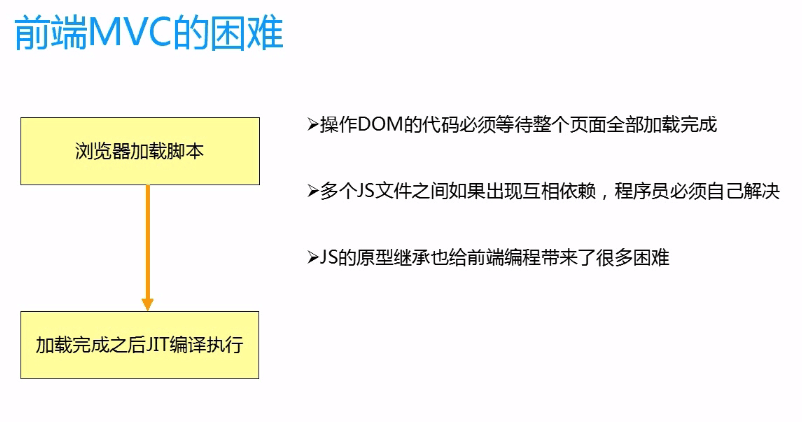 前端MVC的困难
浏览器加载脚本
加载完成之后JIT编译执行
➢操作DOM的代码必须等待整个页面全部加载完成
➢多个JS文件之间如果出现互相依赖，程序员必须自己解决
➢JS的原型继承也给前端编程带来了很多困难